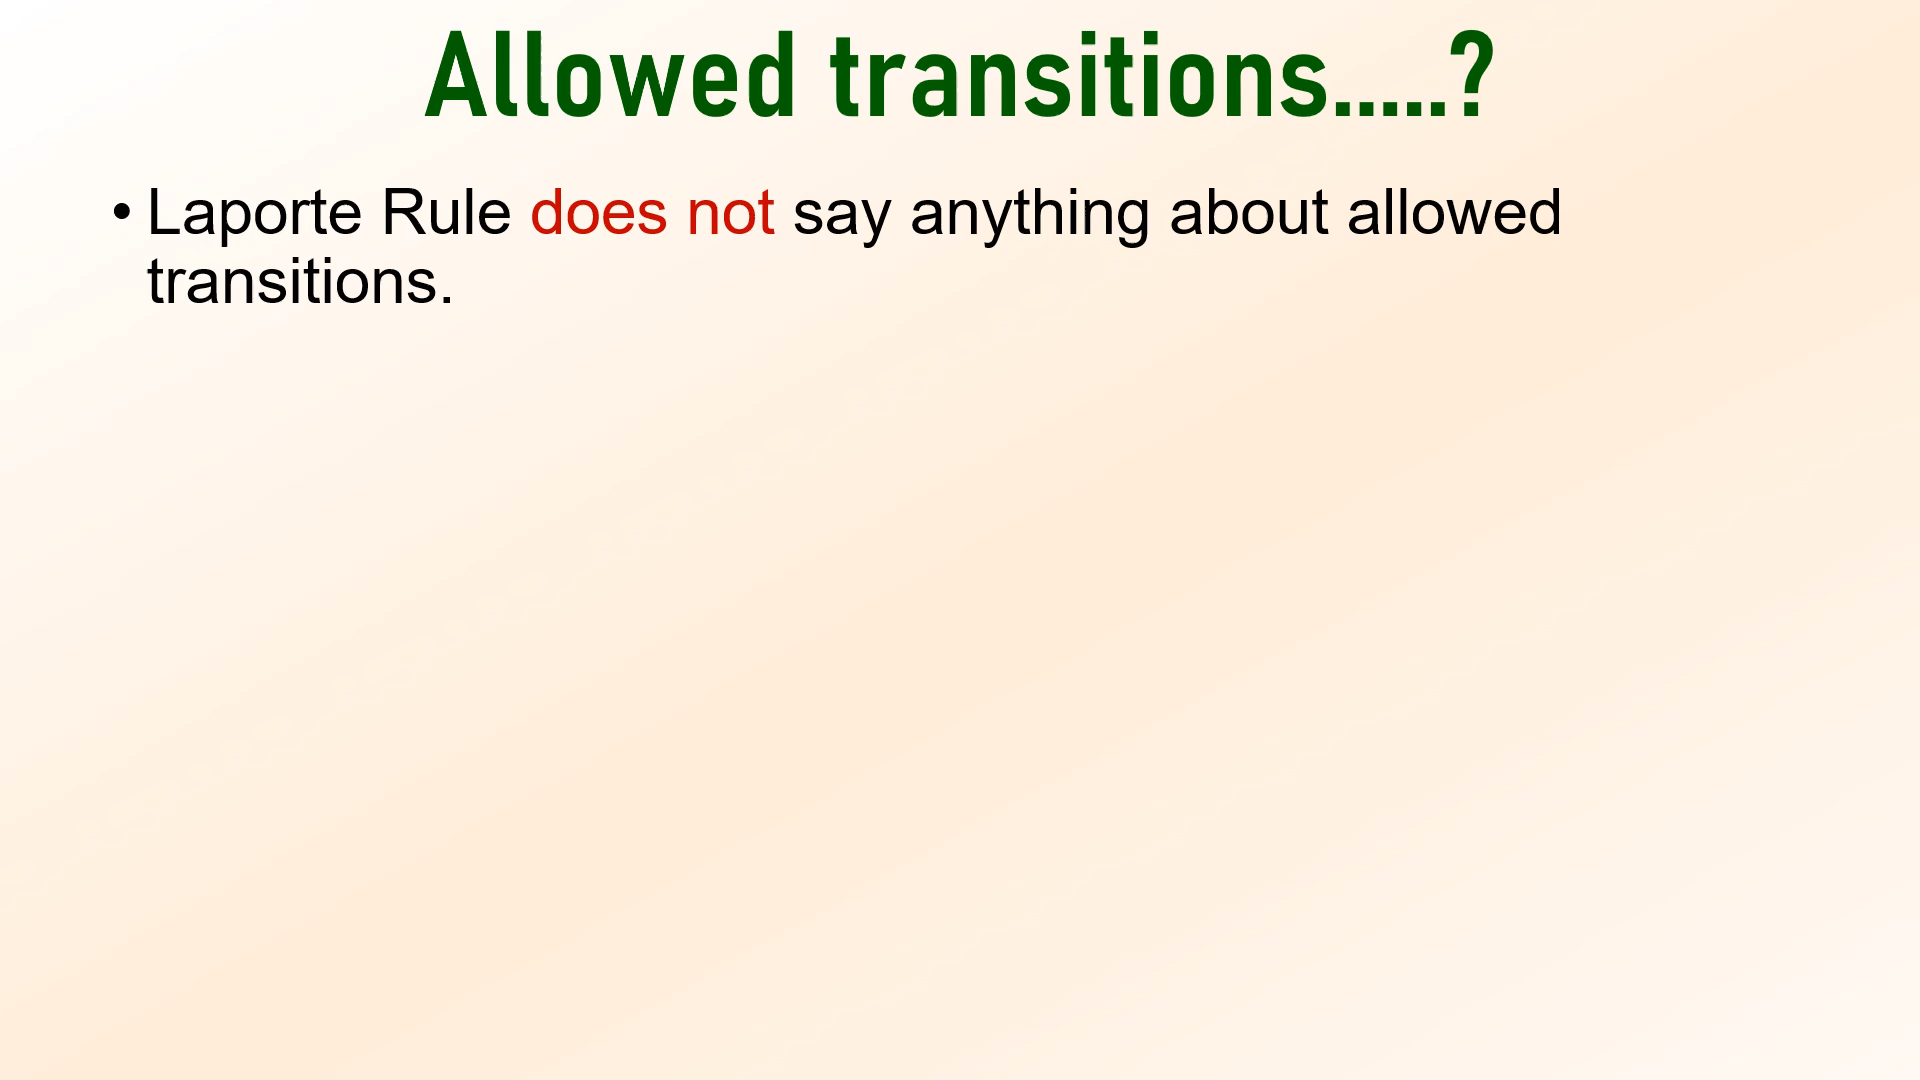 Allowed transitions.....?
• Laporte Rule does not say anything about allowed
transitions.